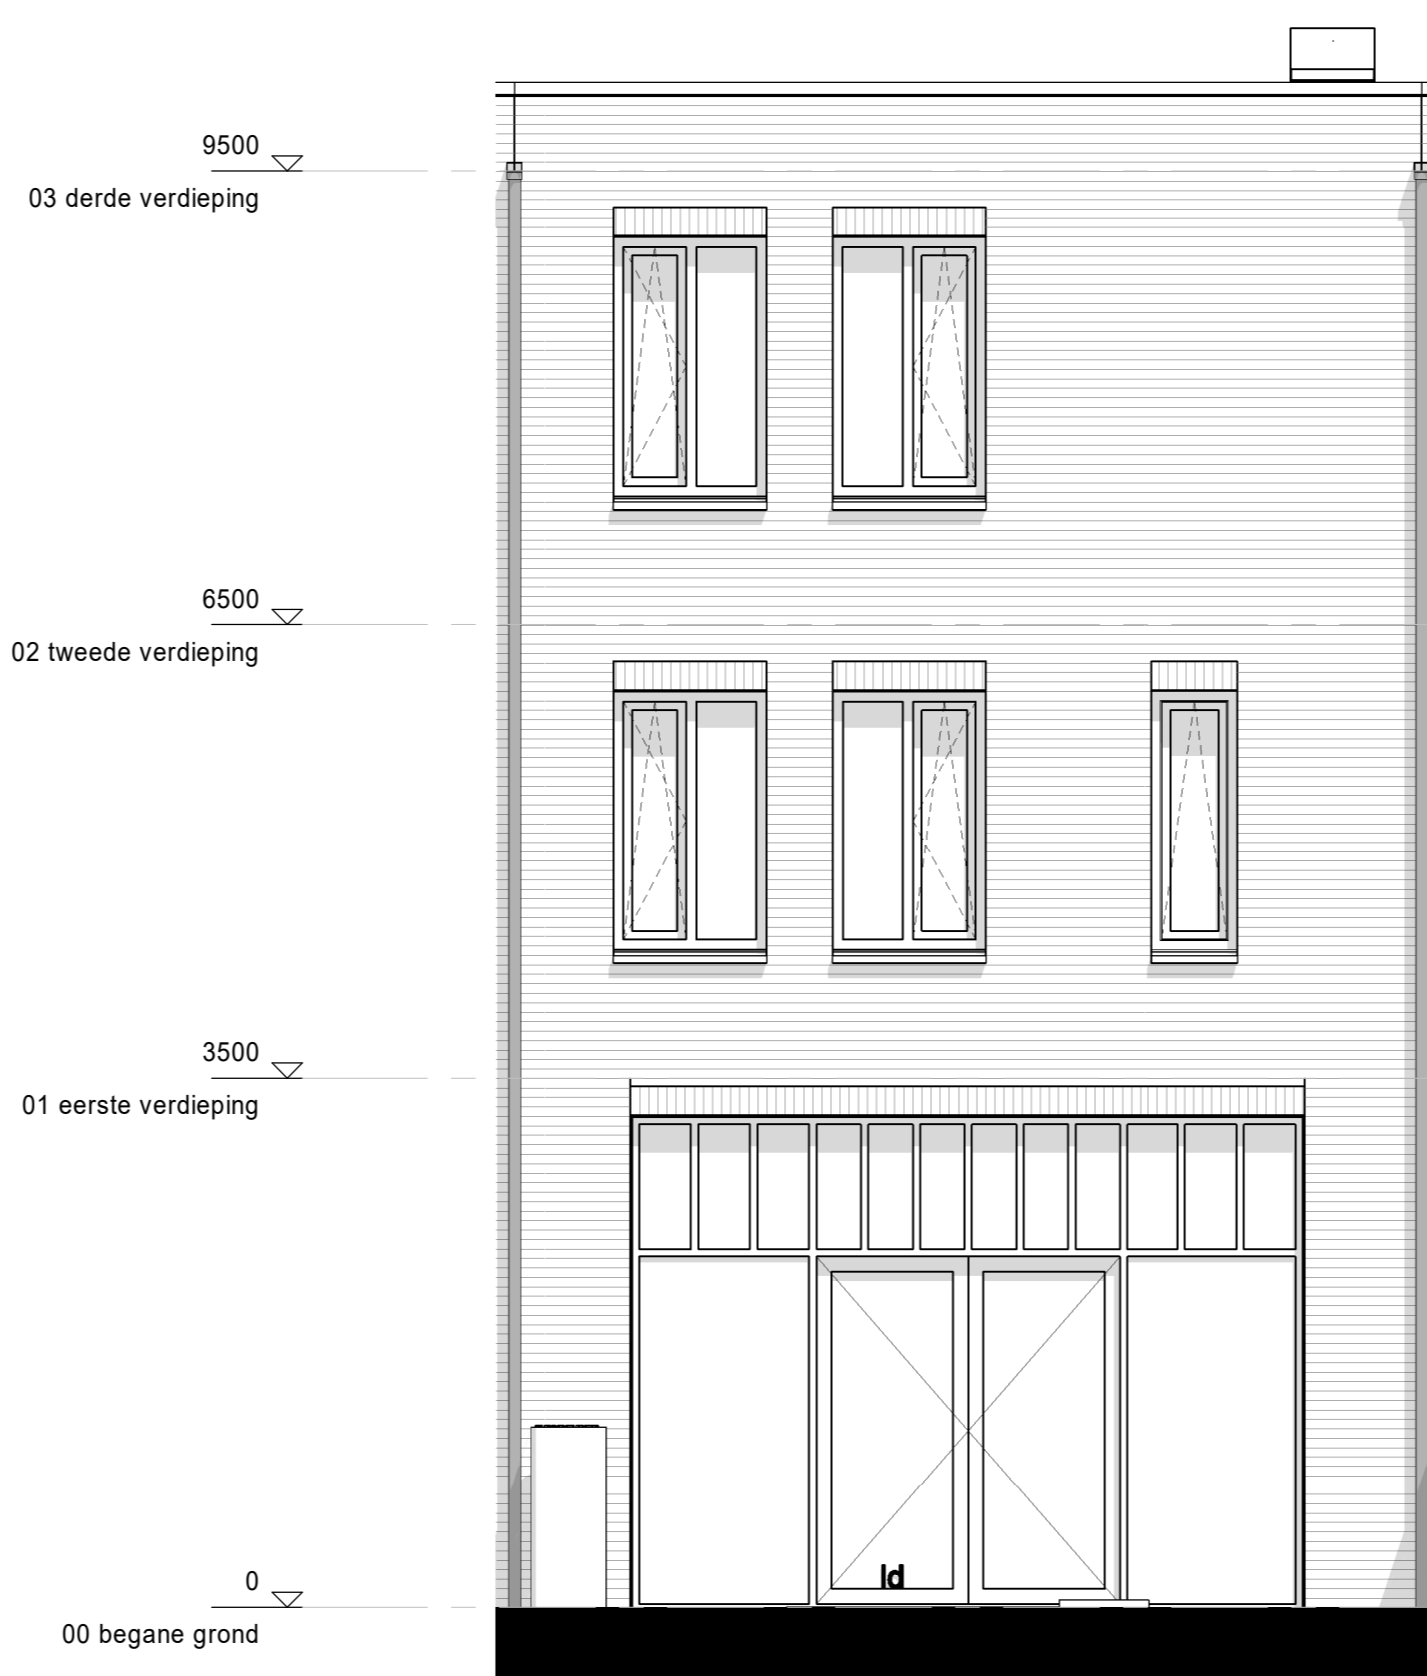 9500
03 derde verdieping
6500
02 tweede verdieping
3500
01 eerste verdieping
ld
0
00 begane grond